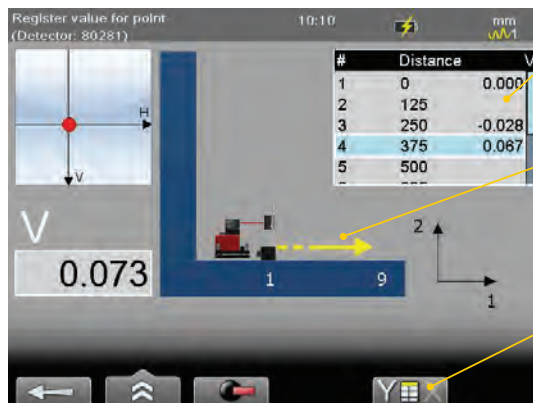 Register value for point
(Detector: 80281)
10:10
mm
1
# Distance V
1 0 0.000
2 125
3 250 -0.028
4 375 0.067
5 500
H
V
V
0.073
1
9
2
1
Y X